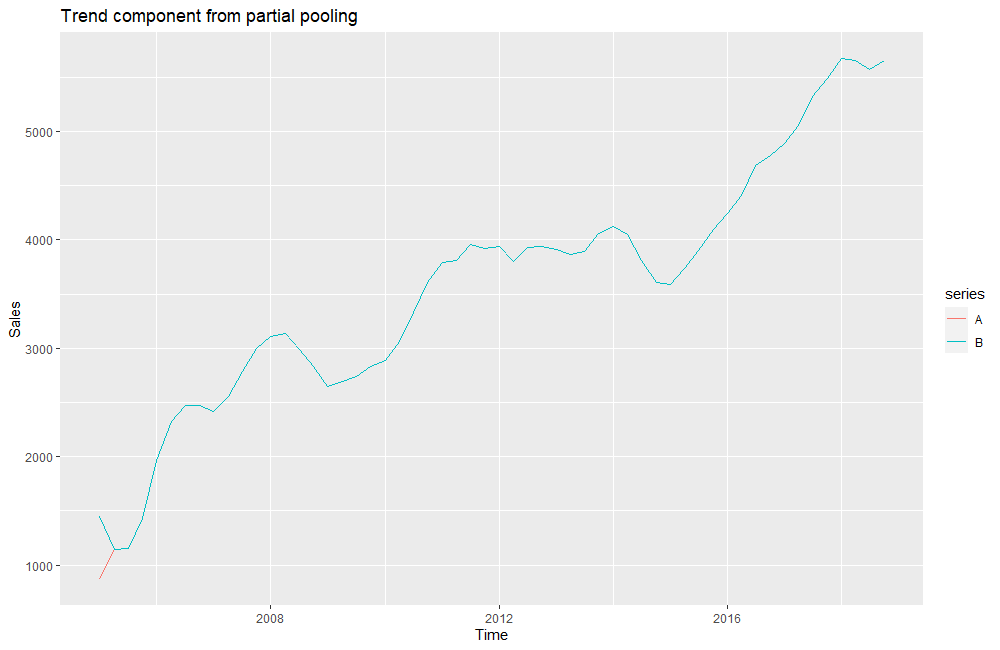 Trend component from partial pooling
Sales
5000
4000
3000
2000
1000
2008
2012
2016
Time
series
A
B